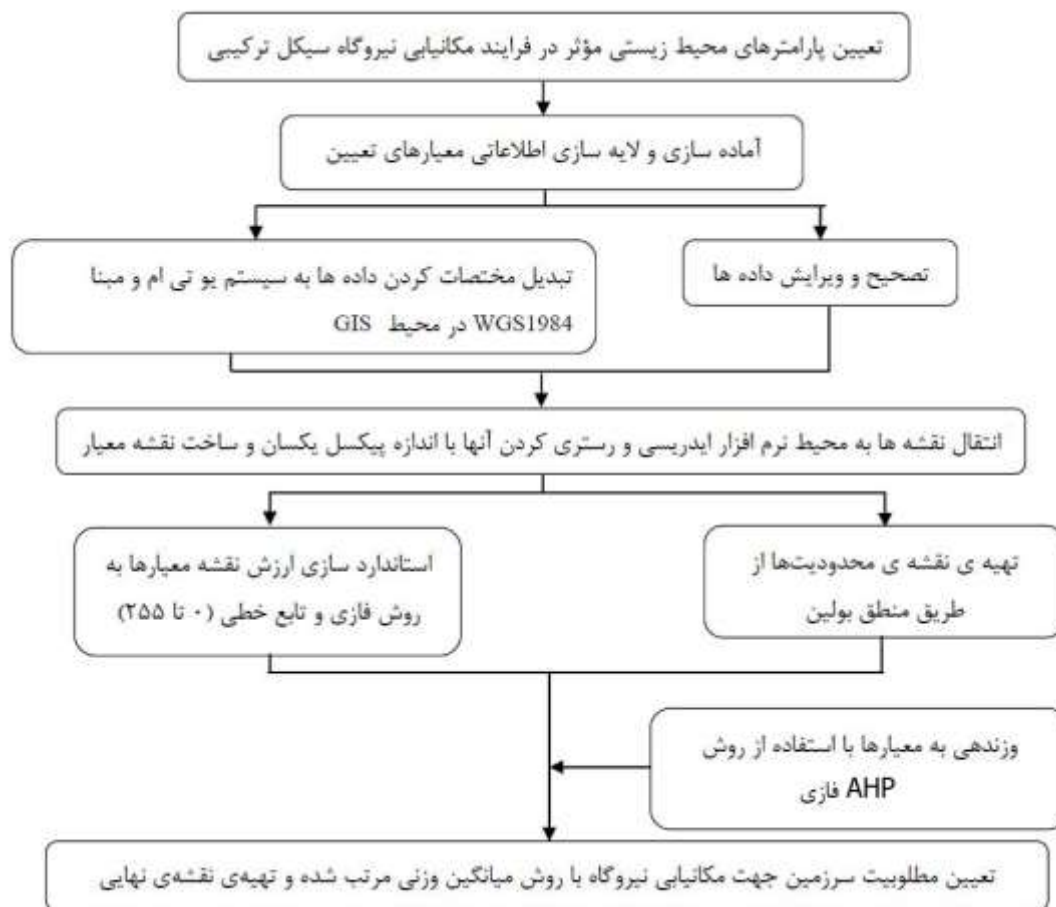 تعیین پارامترهای محیط زیستی مؤثر در فرایند مکانیابی نیروگاه سیکل ترکیبی
آماده سازی و لایه سازی اطلاعاتی معیارهای تعیین
تصحیح و ویرایش داده ها
تبدیل مختصات کردن داده ها به سیستم یو تی ام و مبنا
WGS1984 در محیط GIS
انتقال نقشه ها به محیط نرم افزار ایدریسی و رستری کردن آنها با اندازه پیکسل یکسان و ساخت نقشه معیار
تهیه ی نقشه ی محدودیت‌ها از
طریق منطق بولین
استاندارد سازی ارزش نقشه معیارها به
روش فازی و تابع خطی (۰ تا ۲۵۵)
وزندهی به معیارها با استفاده از روش
AHP فازی
تعیین مطلوبیت سرزمین جهت مکانیابی نیروگاه با روش میانگین وزنی مرتب شده و تهیه‌ی نقشه‌ی نهایی